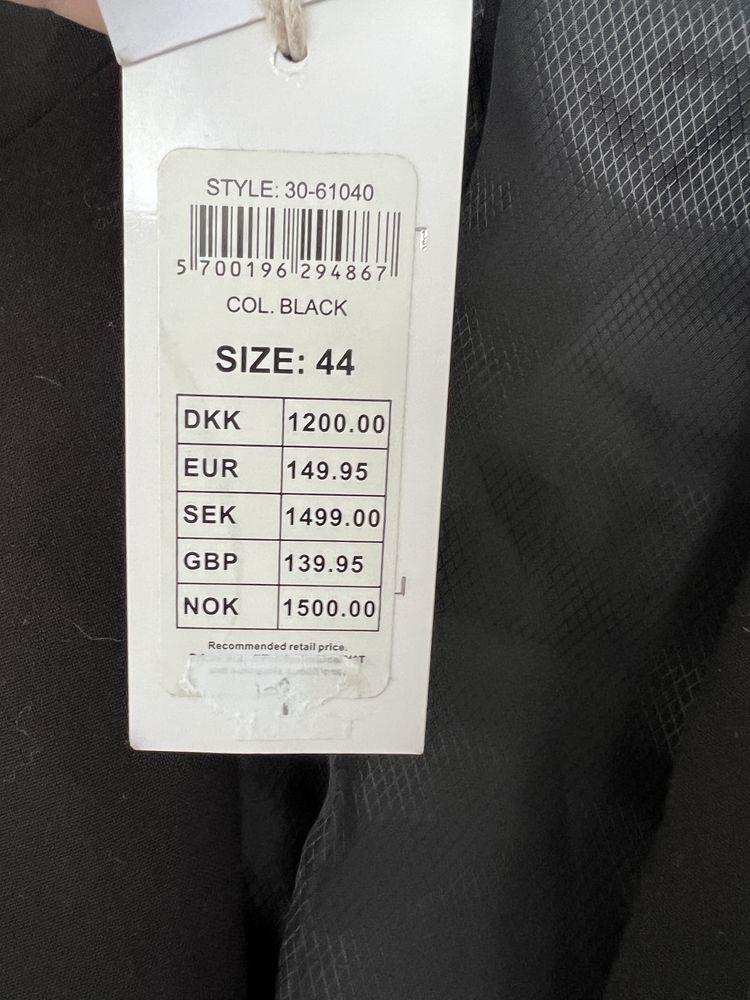 STYLE: 30-61040
5 700196 294867
COL. BLACK
SIZE: 44
DKK 1200.00
EUR 149.95
SEK 1499.00
GBP 139.95
NOK 1500.00
Recommended retail price.